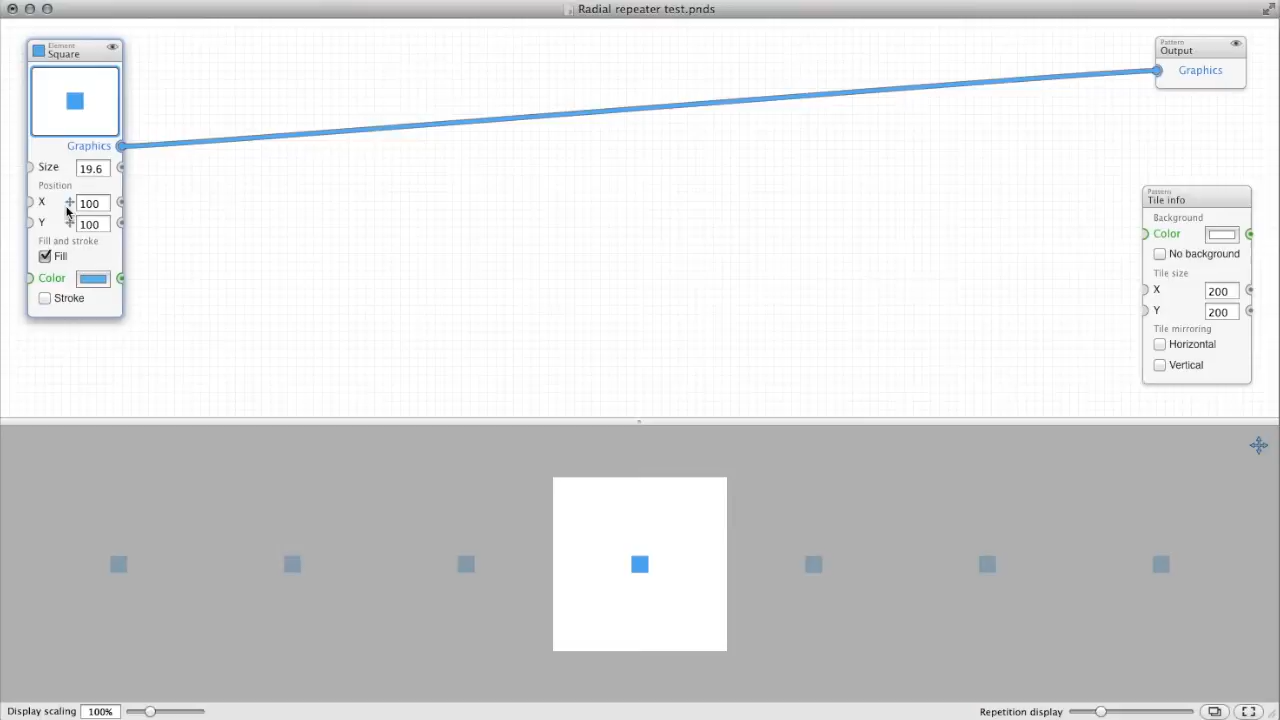 Radial repeater test.pnds
Element
Square
Graphics
Size 19.6
Position
X 100
Y 100
Fill and stroke
Fill
Color
Stroke
Pattern
Output
Graphics
Pattern
Tile info
Background
Color
No background
Tile size
X 200
Y 200
Tile mirroring
Horizontal
Vertical
Display scaling 100%
Repetition display